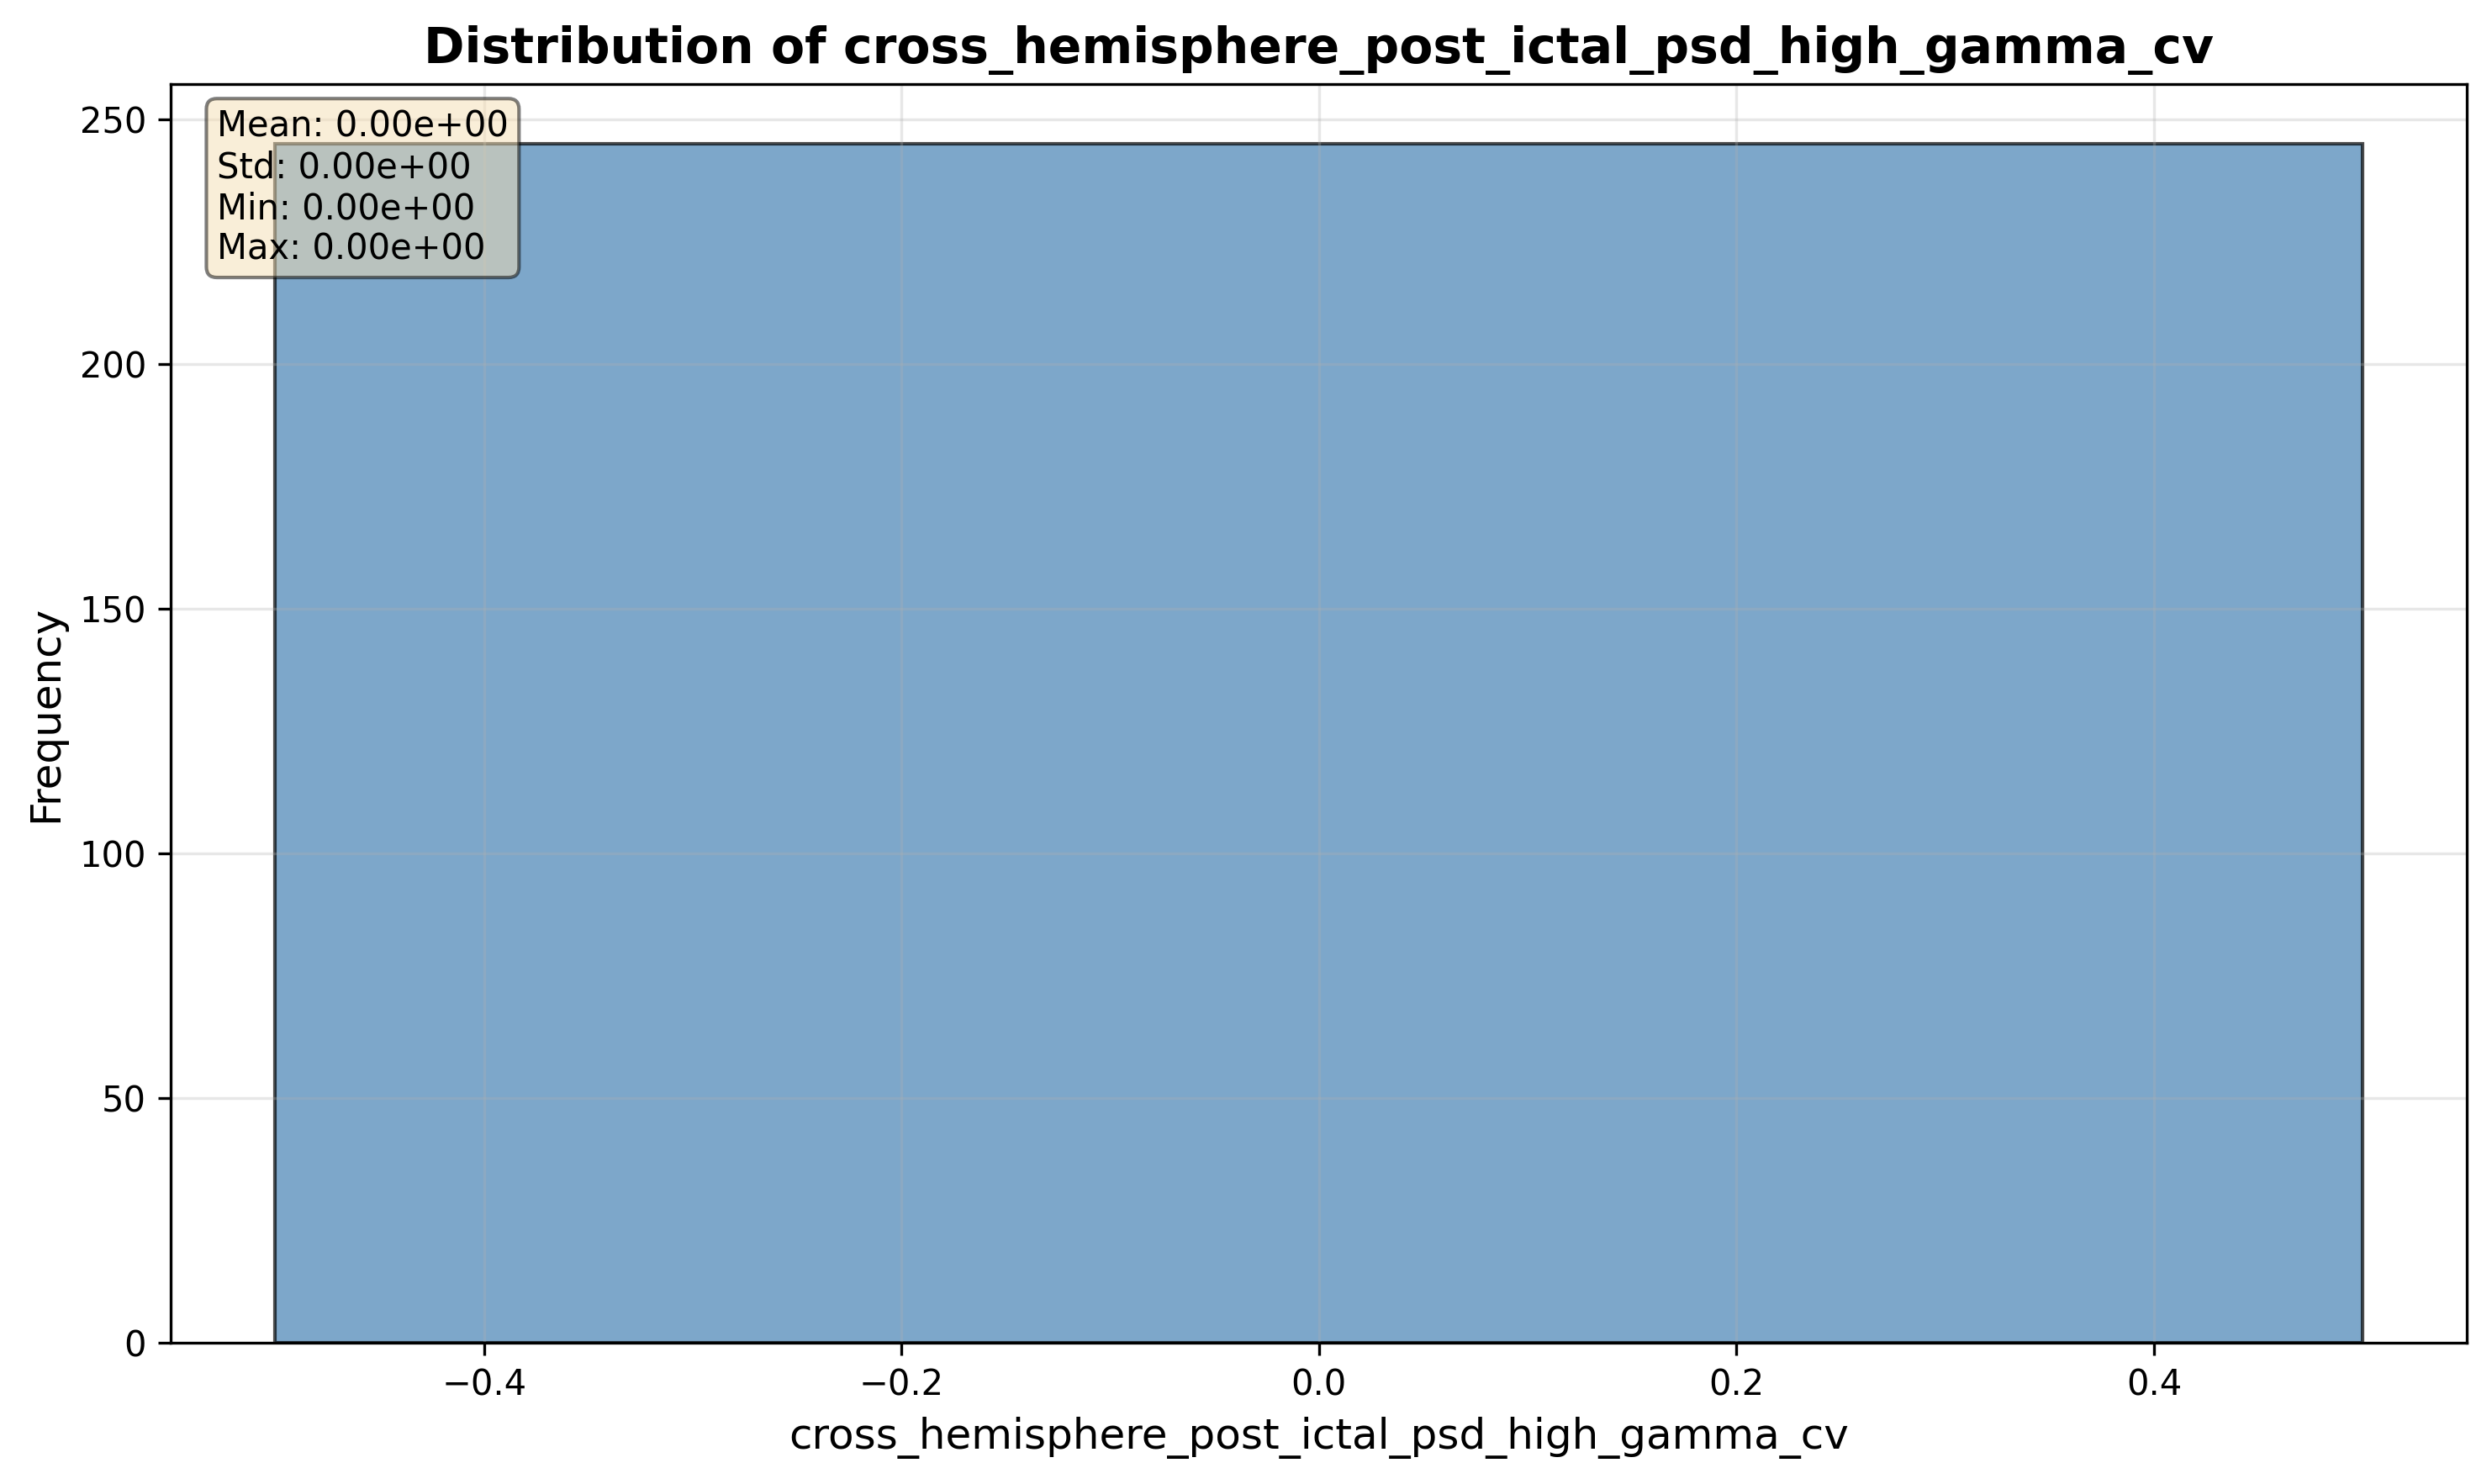 Distribution of cross_hemisphere_post_ictal_psd_high_gamma_cv
Mean: 0.00e+00
Std: 0.00e+00
Min: 0.00e+00
Max: 0.00e+00
250
200
150
100
50
0
Frequency
−0.4
−0.2
0.0
0.2
0.4
cross_hemisphere_post_ictal_psd_high_gamma_cv